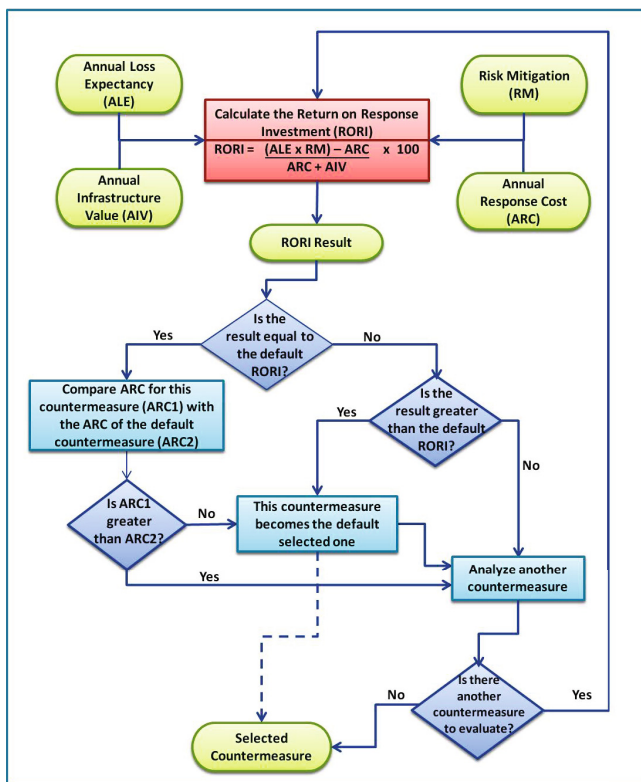 Annual Loss
Expectancy
(ALE)
Risk Mitigation
(RM)
Calculate the Return on Response
Investment (RORI)
RORI = (ALE x RM) – ARC x 100
ARC + AIV
Annual
Infrastructure
Value (AIV)
Annual
Response Cost
(ARC)
RORI Result
Is the
result equal to
the default
RORI?
Yes
No
Compare ARC for this
countermeasure (ARC1) with
the ARC of the default
countermeasure (ARC2)
Is the
result greater
than the default
RORI?
Yes
No
Is ARC1
greater
than ARC2?
No
Yes
This countermeasure
becomes the default
selected one
Analyze another
countermeasure
Is there
another
countermeasure
to evaluate?
No
Yes
Selected
Countermeasure